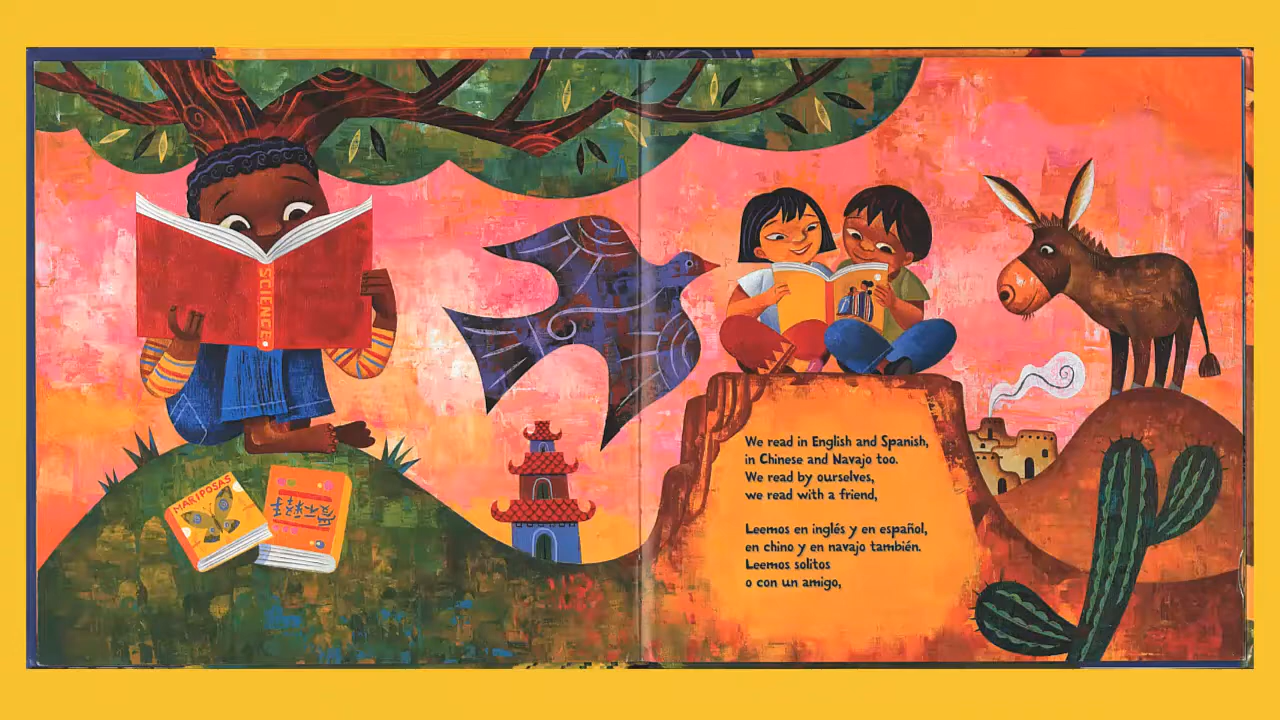 SCIENCE
MARIPOSAS
We read in English and Spanish,
in Chinese and Navajo too.
We read by ourselves,
we read with a friend,
Leemos en inglés y en español,
en chino y en navajo también.
Leemos solitos
o con un amigo,